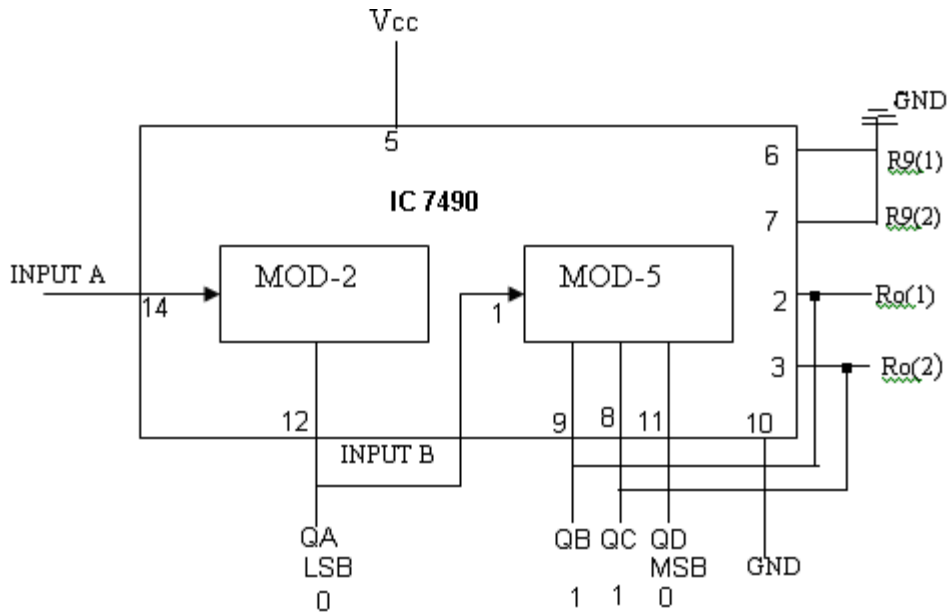 Vcc
GND
5
6
R9(1)
IC 7490
7
R9(2)
INPUT A
MOD-2
MOD-5
14
1
2
Ro(1)
3
Ro(2)
12
9
8
11
10
INPUT B
QA
QB
QC
QD
LSB
MSB
GND
0
1
1
0